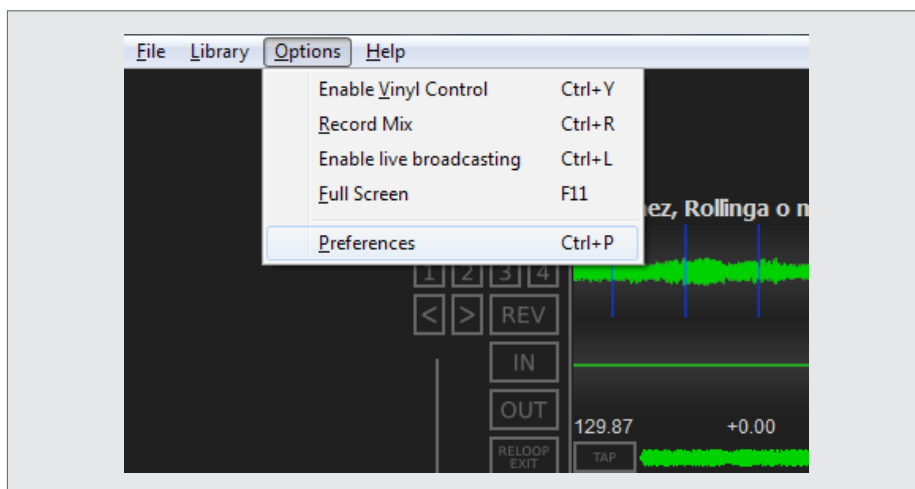 File Library Options Help
Enable Vinyl Control Ctrl+Y
Record Mix Ctrl+R
Enable live broadcasting Ctrl+L
Full Screen F11
Rollinga o
Preferences Ctrl+P
1 2 3 4
< > REV
IN
OUT
129.87 +0.00
RELOOP TAP
EXIT